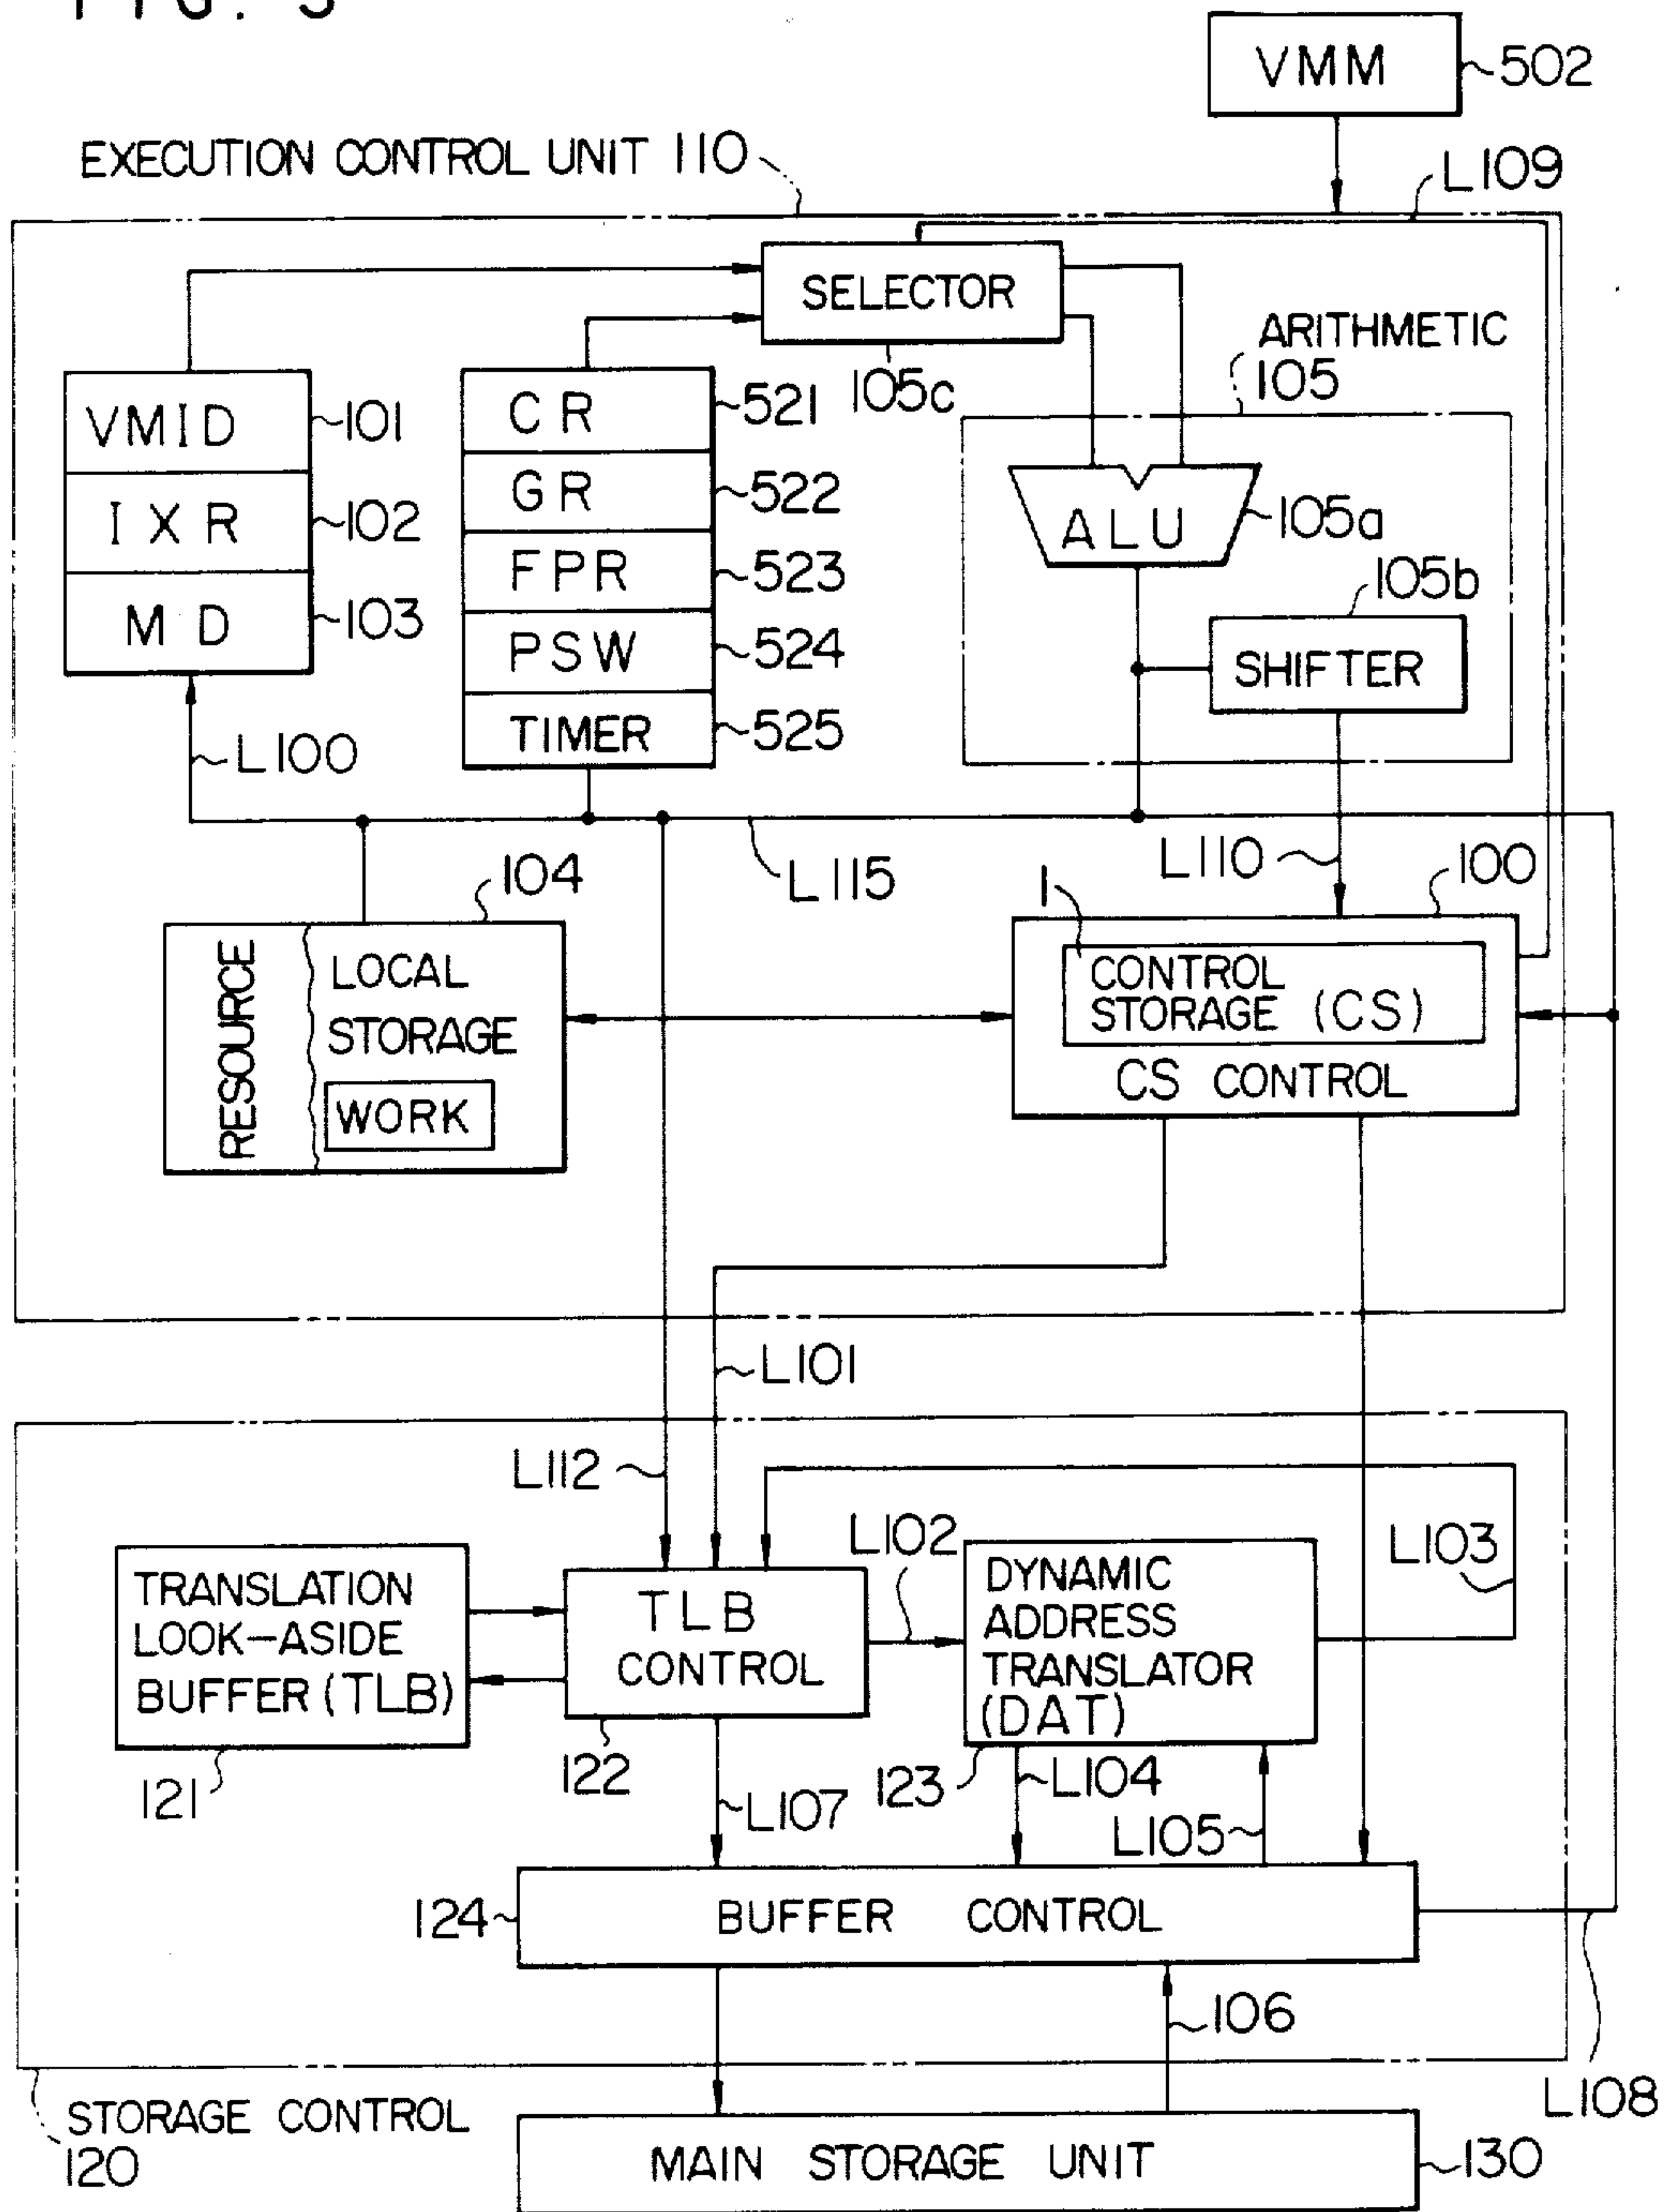 FIG. 5
VMM
502
EXECUTION CONTROL UNIT 110
L109
SELECTOR
105c
ARITHMETIC
105
VMID
101
IXR
102
MD
103
CR
521
GR
522
FPR
523
PSW
524
TIMER
525
ALU
105a
105b
SHIFTER
L100
L115
L110
100
104
1
RESOURCE
LOCAL
STORAGE
WORK
CONTROL
STORAGE (CS)
CS CONTROL
L101
L112
L102
L103
TRANSLATION
LOOK-ASIDE
BUFFER (TLB)
121
TLB
CONTROL
122
DYNAMIC
ADDRESS
TRANSLATOR
(DAT)
123
L104
L105
L107
124
BUFFER CONTROL
106
L108
STORAGE CONTROL
120
MAIN STORAGE UNIT
130